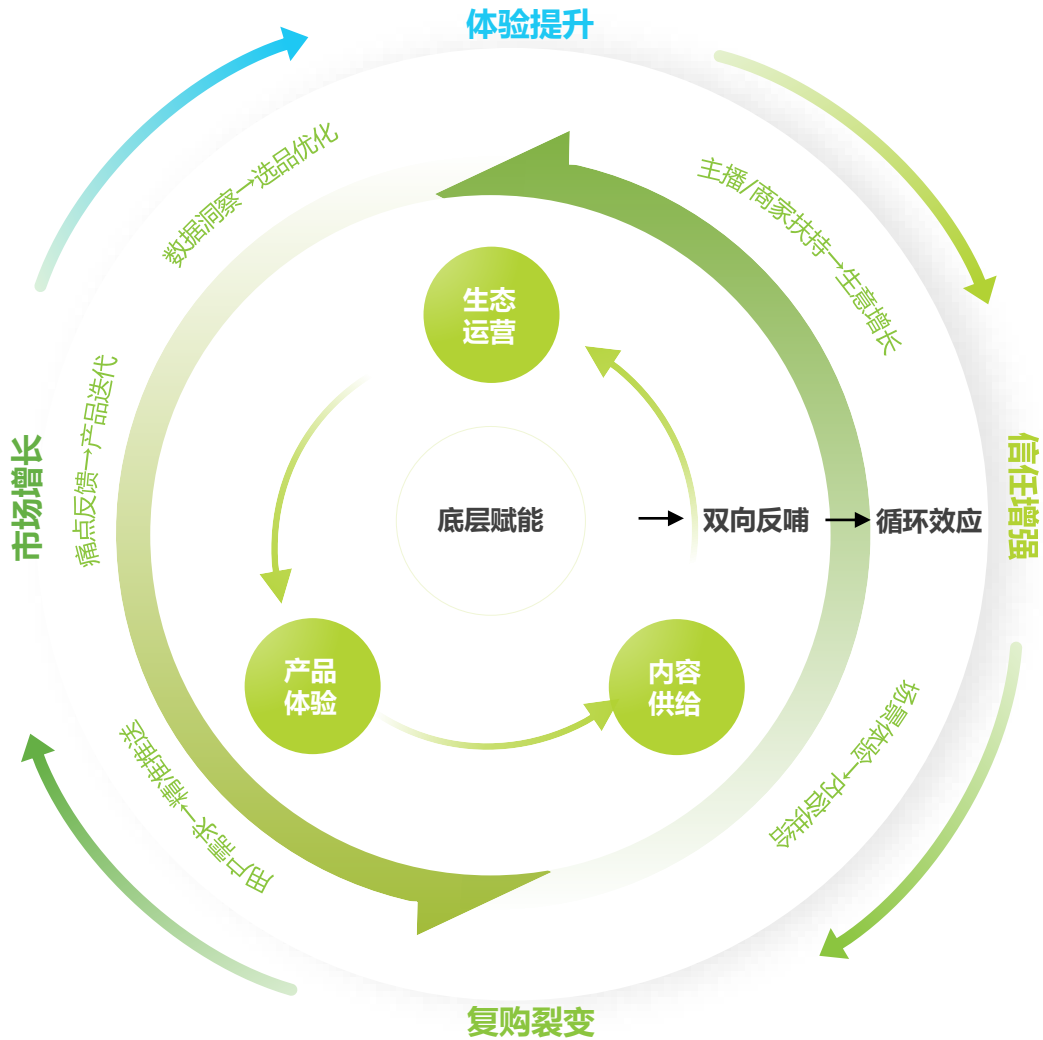 体验提升
数据洞察→选品优化
主播/商家扶持→生意增长
生态
运营
痛点反馈→产品迭代
市场增长
底层赋能
双向反哺
循环效应
信任增强
产品
体验
内容
供给
用户需求→精准推送
场景体验→内容供给
复购裂变